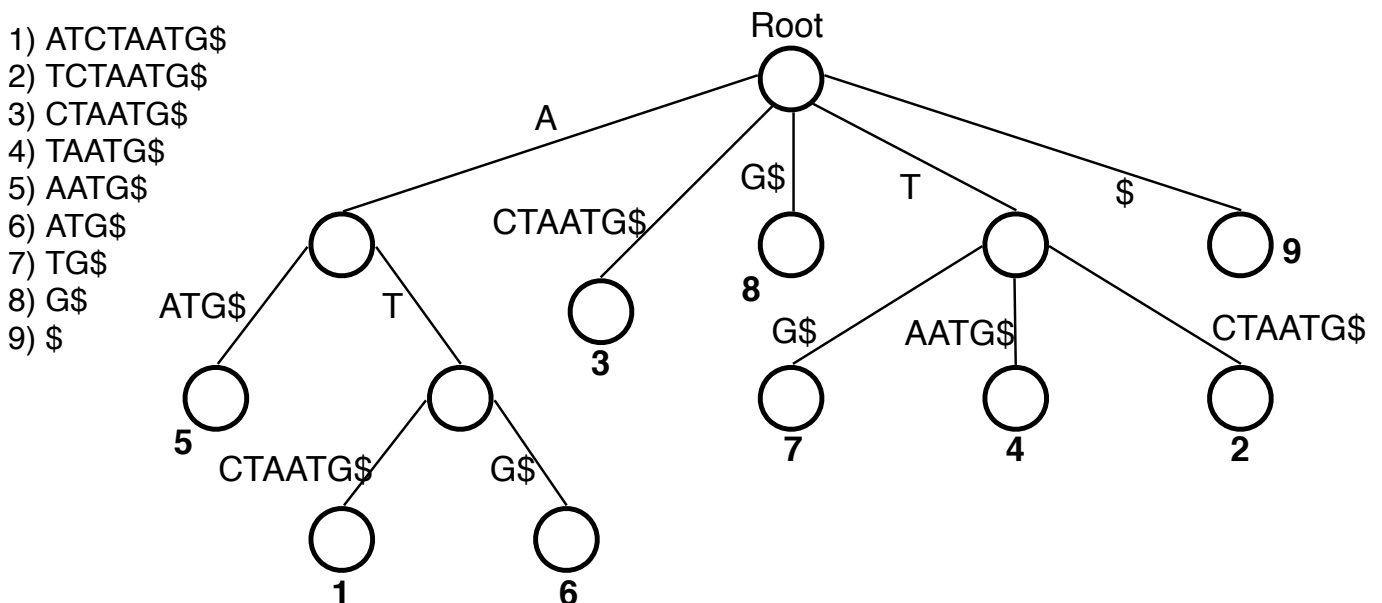 Root
1) ATCTAATG$
2) TCTAATG$
3) CTAATG$
4) TAATG$
5) AATG$
6) ATG$
7) TG$
8) G$
9) $
A
CTAATG$
G$
T
$
ATG$
T
3
8
G$
AATG$
CTAATG$
9
5
CTAATG$
G$
7
4
2
1
6